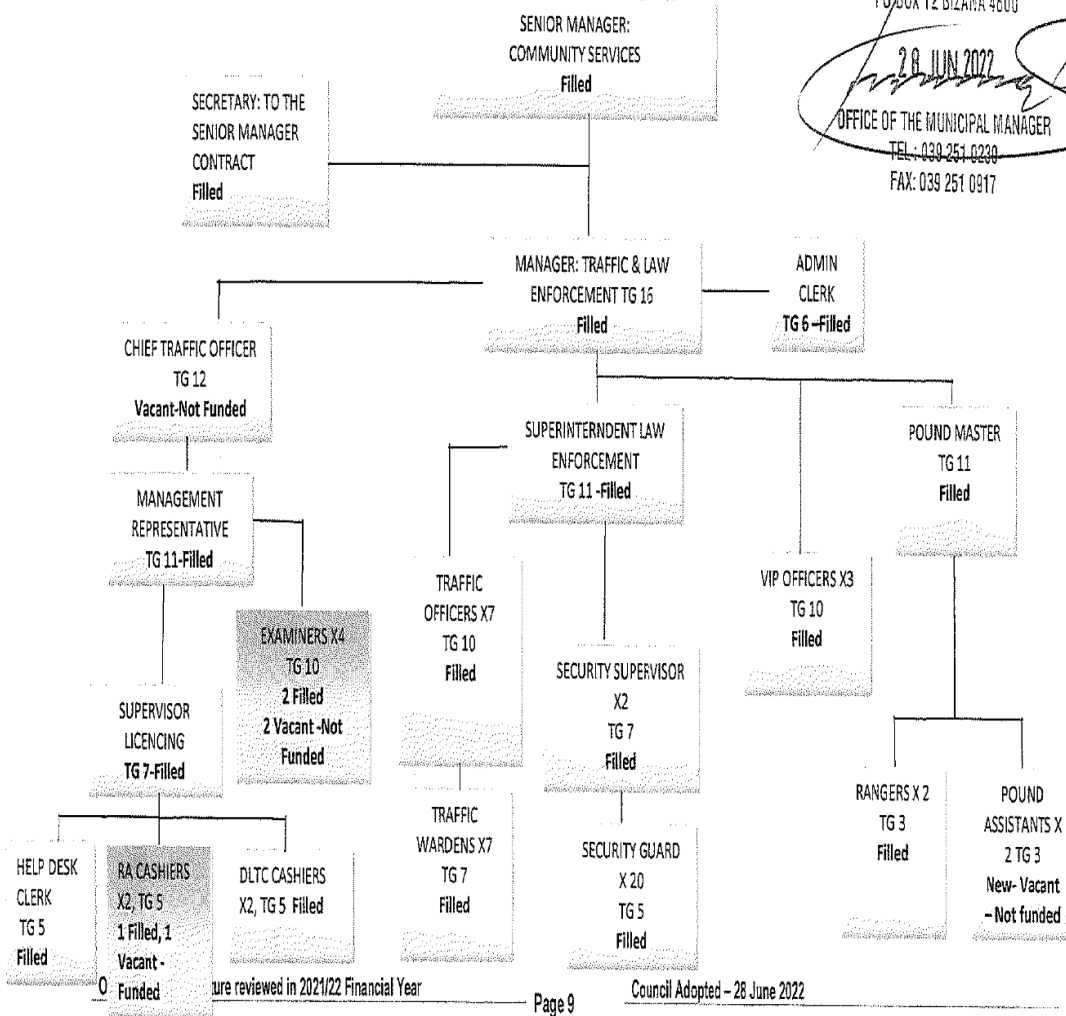 PO BOX 12 BIZANA 4800
28 JUN 2022
OFFICE OF THE MUNICIPAL MANAGER
TEL.: 039 251 0230
FAX: 039 251 0917
SENIOR MANAGER:
COMMUNITY SERVICES
Filled
SECRETARY: TO THE
SENIOR MANAGER
CONTRACT
Filled
MANAGER: TRAFFIC & LAW
ENFORCEMENT TG 16
Filled
ADMIN
CLERK
TG 6 –Filled
CHIEF TRAFFIC OFFICER
TG 12
Vacant-Not Funded
SUPERINTERNDENT LAW
ENFORCEMENT
TG 11 -Filled
POUND MASTER
TG 11
Filled
MANAGEMENT
REPRESENTATIVE
TG 11-Filled
EXAMINERS X4
TG 10
2 Filled
2 Vacant -Not
Funded
TRAFFIC
OFFICERS X7
TG 10
Filled
SECURITY SUPERVISOR
X2
TG 7
Filled
VIP OFFICERS X3
TG 10
Filled
SUPERVISOR
LICENCING
TG 7-Filled
TRAFFIC
WARDENS X7
TG 7
Filled
SECURITY GUARD
X 20
TG 5
Filled
RANGERS X 2
TG 3
Filled
POUND
ASSISTANTS X
2 TG 3
New- Vacant
– Not funded
HELP DESK
CLERK
TG 5
Filled
RA CASHIERS
X2, TG 5
1 Filled, 1
Vacant -
Funded
DLTC CASHIERS
X2, TG 5 Filled
O ure reviewed in 2021/22 Financial Year
Page 9
Council Adopted – 28 June 2022